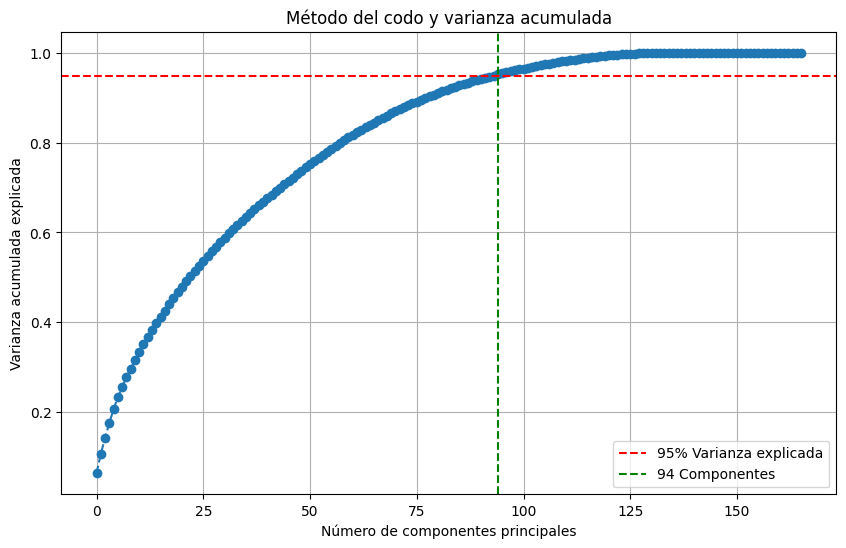 Método del codo y varianza acumulada
Varianza acumulada explicada
1.0
0.8
0.6
0.4
0.2
0
25
50
75
100
125
150
Número de componentes principales
95% Varianza explicada
94 Componentes